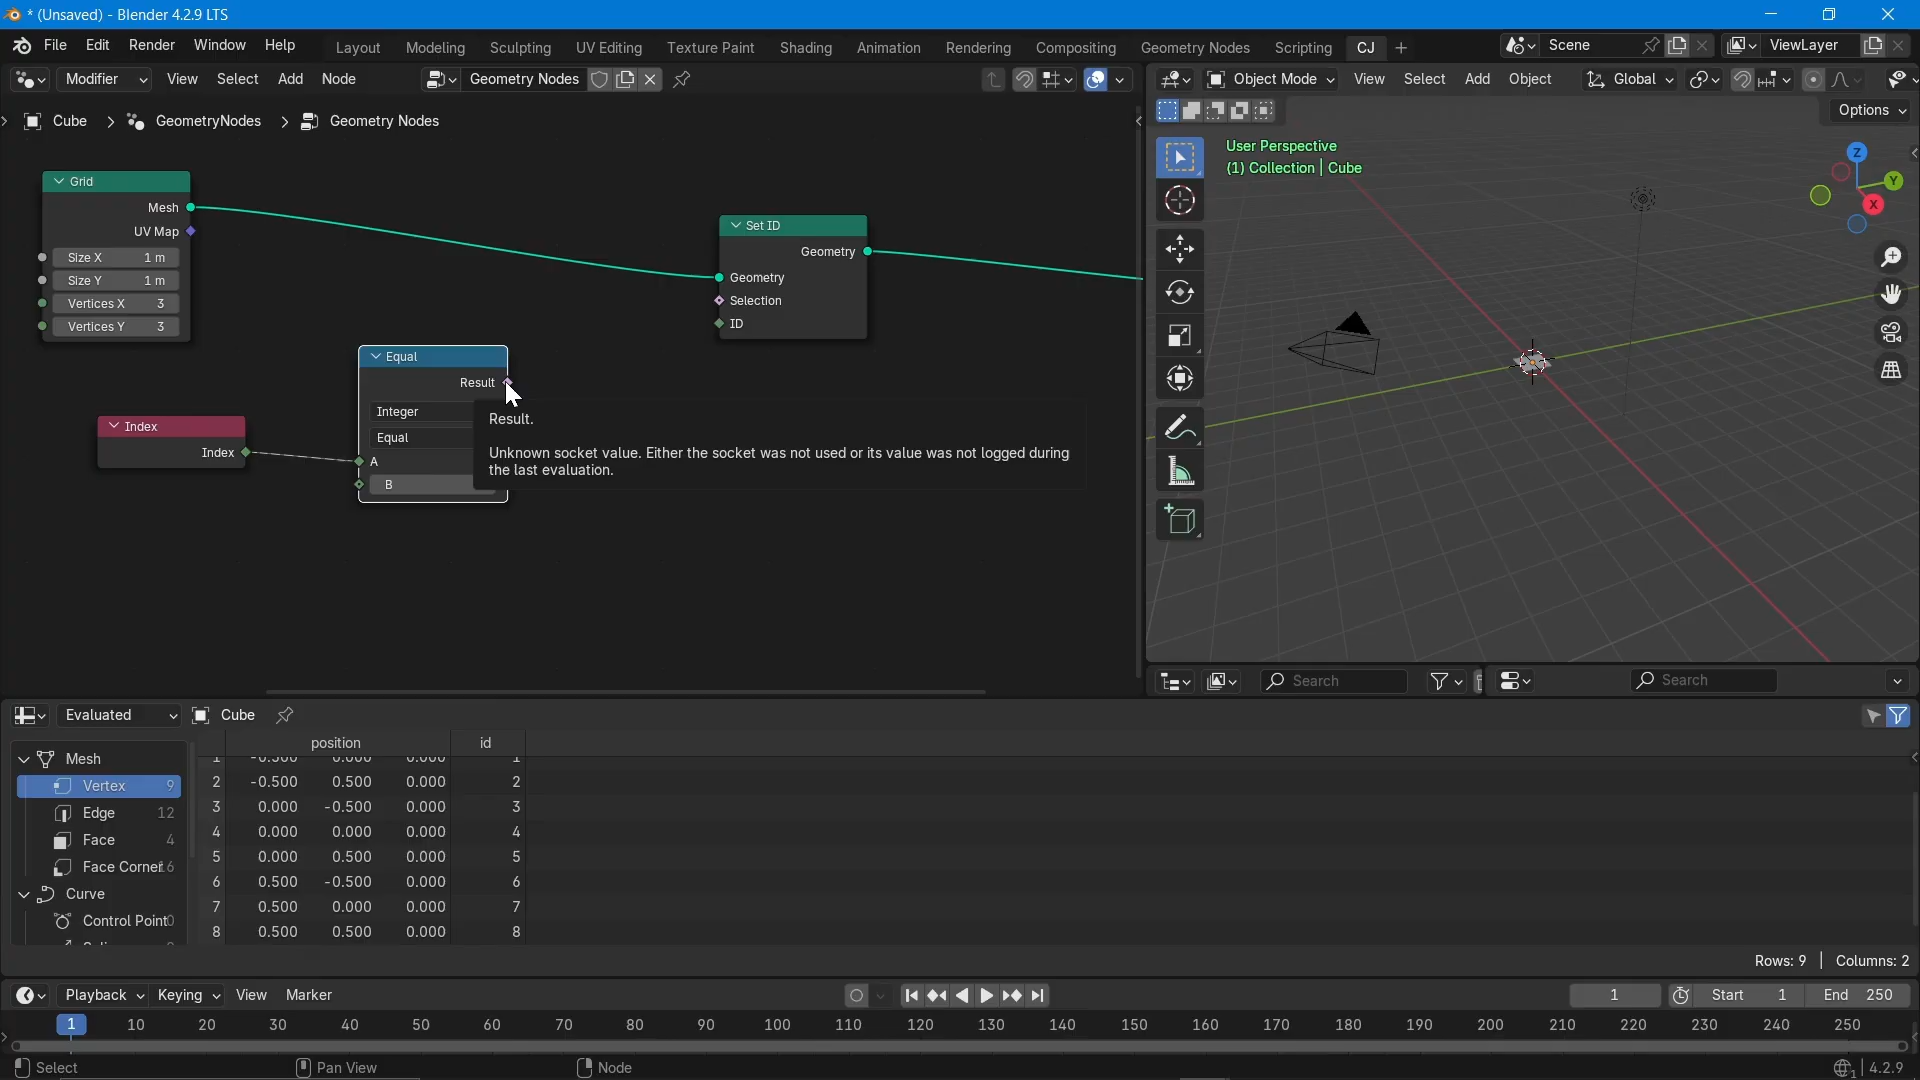 * (Unsaved) - Blender 4.2.9 LTS
File Edit Render Window Help Layout Modeling Sculpting UV Editing Texture Paint Shading Animation Rendering Compositing Geometry Nodes Scripting CJ + Scene ViewLayer
Modifier View Select Add Node Geometry Nodes
Object Mode View Select Add Object Global
Options
Cube > GeometryNodes > Geometry Nodes
User Perspective
(1) Collection | Cube
Z
Y
X
Grid
Mesh
UV Map
Size X 1 m
Size Y 1 m
Vertices X 3
Vertices Y 3
Set ID
Geometry
Geometry
Selection
ID
Equal
Result
Integer
Equal
A
B
Index
Index
Result.
Unknown socket value. Either the socket was not used or its value was not logged during
the last evaluation.
Search
Search
Evaluated Cube
Mesh
Vertex 9
Edge 12
Face 4
Face Corner
Curve
Control Point
position id
1 -0.500 0.000 0.000 1
2 -0.500 0.500 0.000 2
3 0.000 -0.500 0.000 3
4 0.000 0.000 0.000 4
5 0.000 0.500 0.000 5
6 0.500 -0.500 0.000 6
7 0.500 0.000 0.000 7
8 0.500 0.500 0.000 8
Rows: 9 | Columns: 2
Playback Keying View Marker 1 Start 1 End 250
1 10 20 30 40 50 60 70 80 90 100 110 120 130 140 150 160 170 180 190 200 210 220 230 240 250
Select Pan View Node 4.2.9